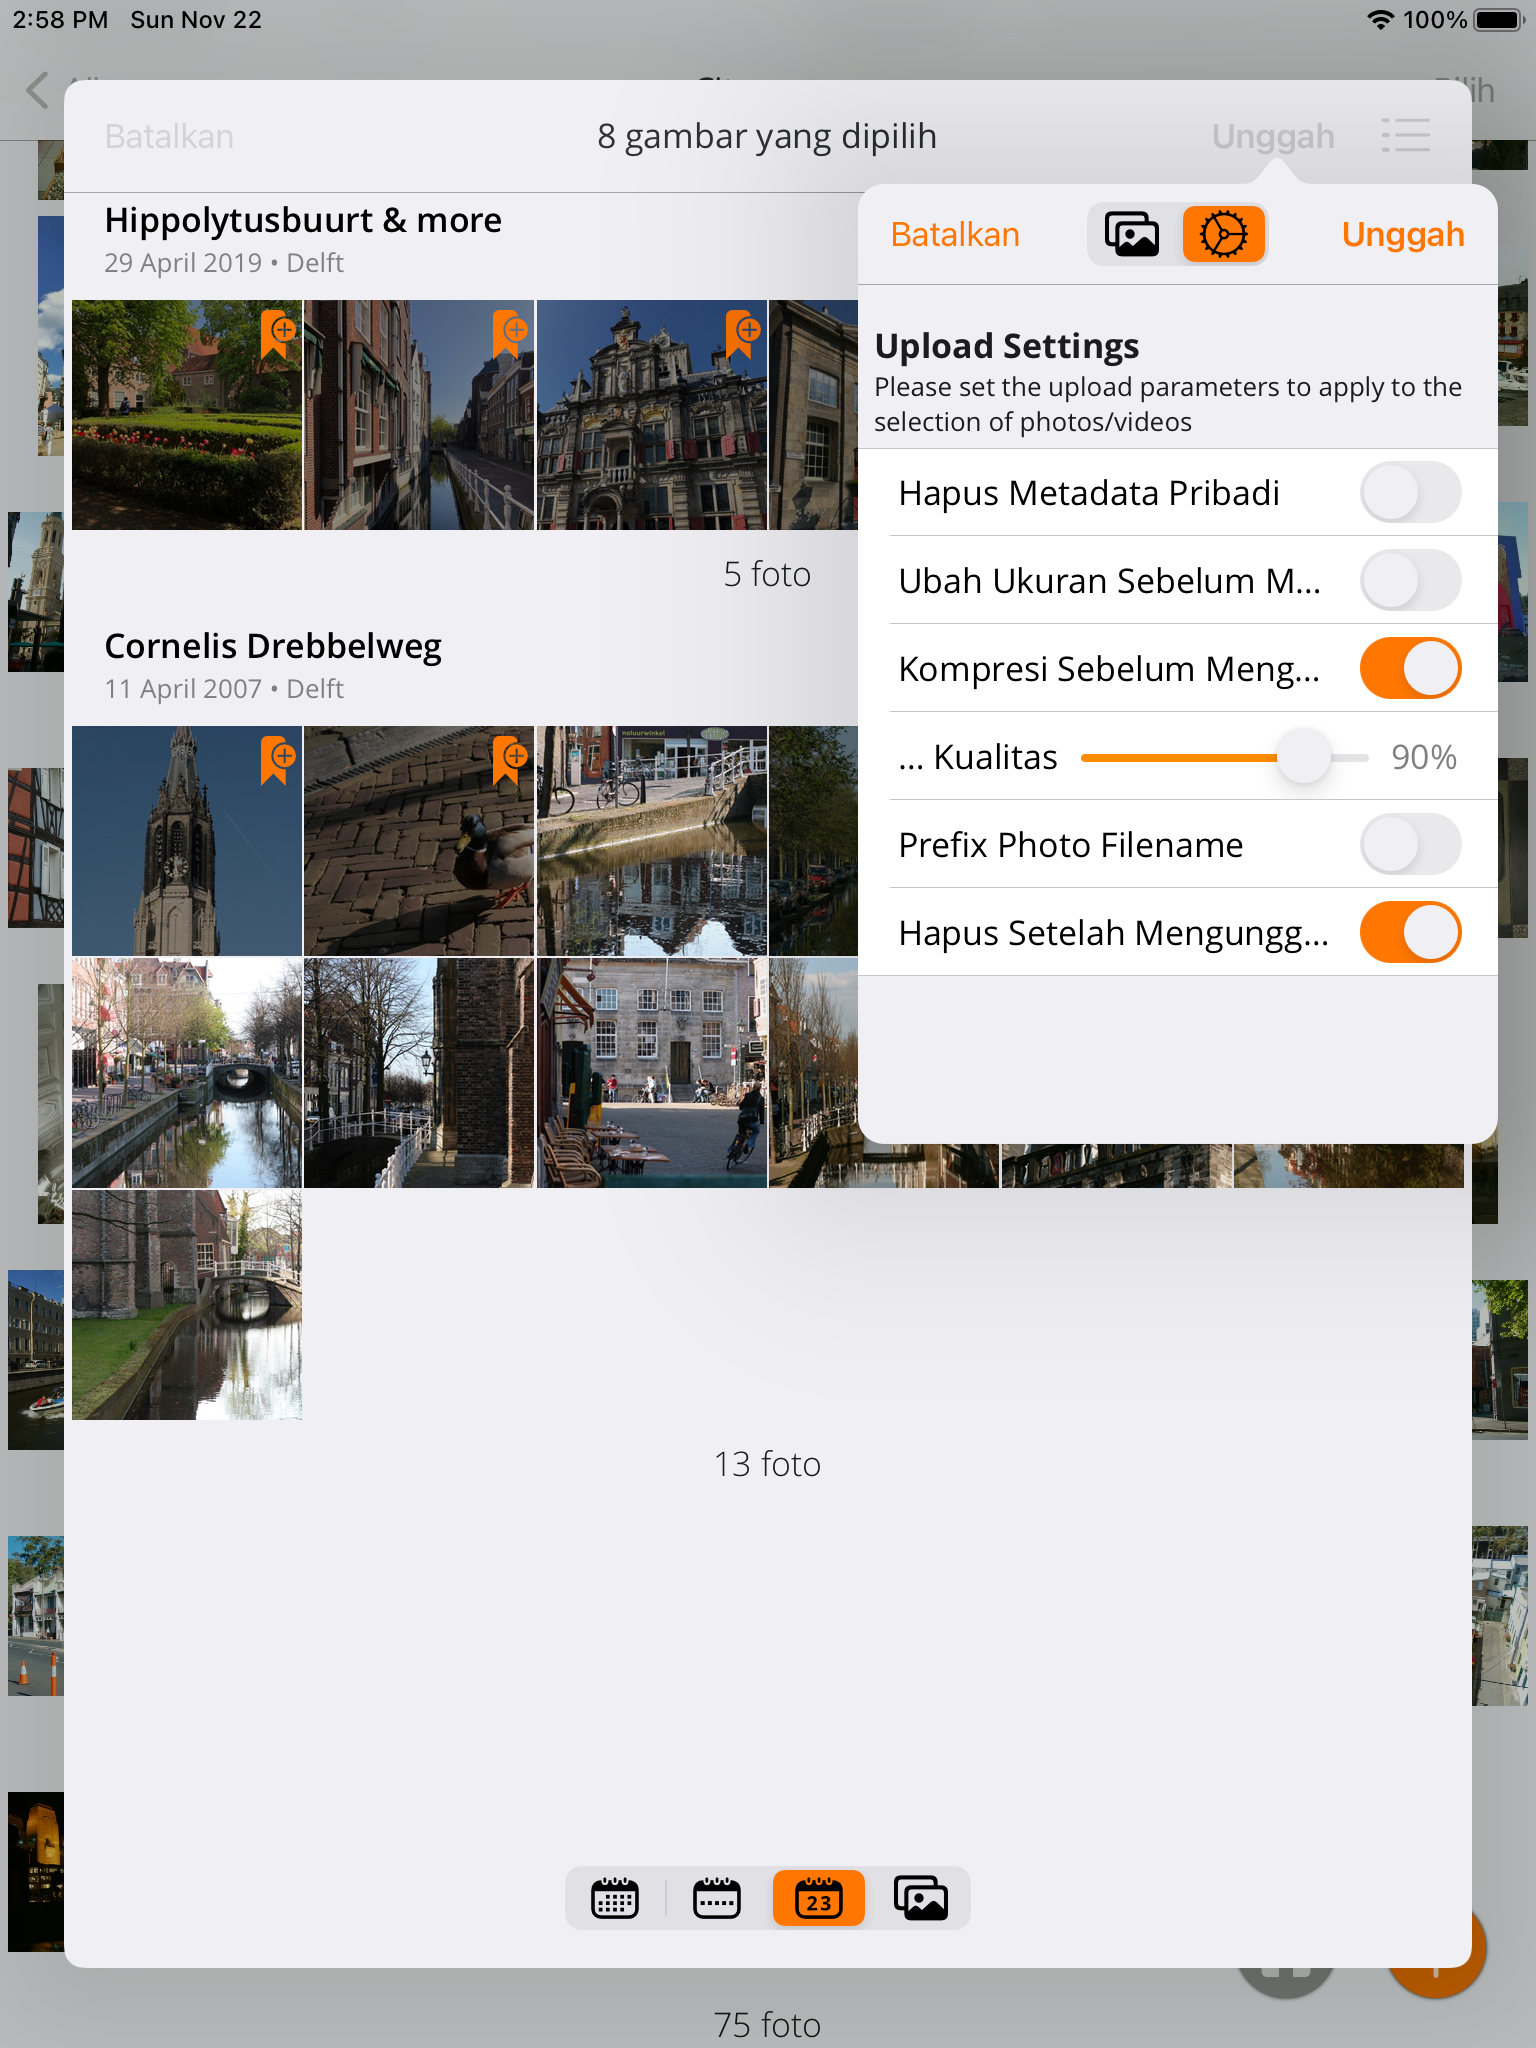 2:58 PM Sun Nov 22
100%
Batalkan
8 gambar yang dipilih
Unggah
Hippolytusbuurt & more
29 April 2019 • Delft
5 foto
Cornelis Drebbelweg
11 April 2007 • Delft
13 foto
Batalkan
Unggah
Upload Settings
Please set the upload parameters to apply to the
selection of photos/videos
Hapus Metadata Pribadi
Ubah Ukuran Sebelum M...
Kompresi Sebelum Meng...
... Kualitas
90%
Prefix Photo Filename
Hapus Setelah Mengungg...
23
75 foto